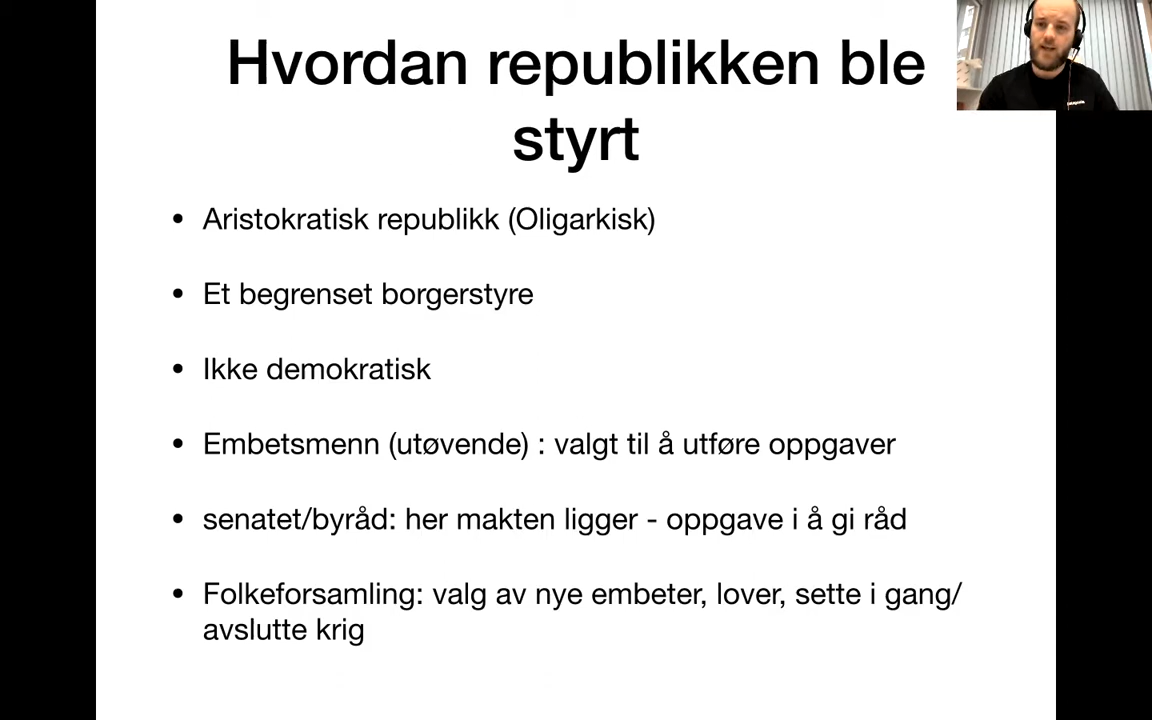 Hvordan republikken ble
styrt
• Aristokratisk republikk (Oligarkisk)
• Et begrenset borgerstyre
• Ikke demokratisk
• Embetsmenn (utøvende) : valgt til å utføre oppgaver
• senatet/byråd: her makten ligger - oppgave i å gi råd
• Folkeforsamling: valg av nye embeter, lover, sette i gang/
avslutte krig